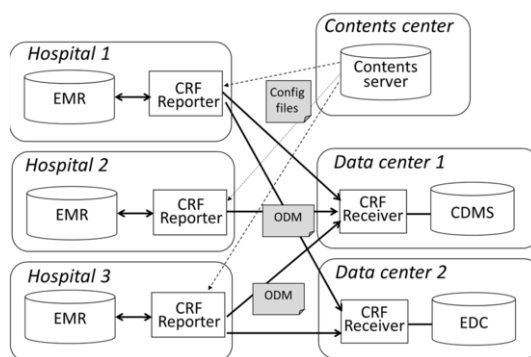 Hospital 1
EMR
CRF
Reporter
Contents center
Contents
server
Config
files
Hospital 2
EMR
CRF
Reporter
ODM
Data center 1
CRF
Receiver
CDMS
Hospital 3
EMR
CRF
Reporter
ODM
Data center 2
CRF
Receiver
EDC